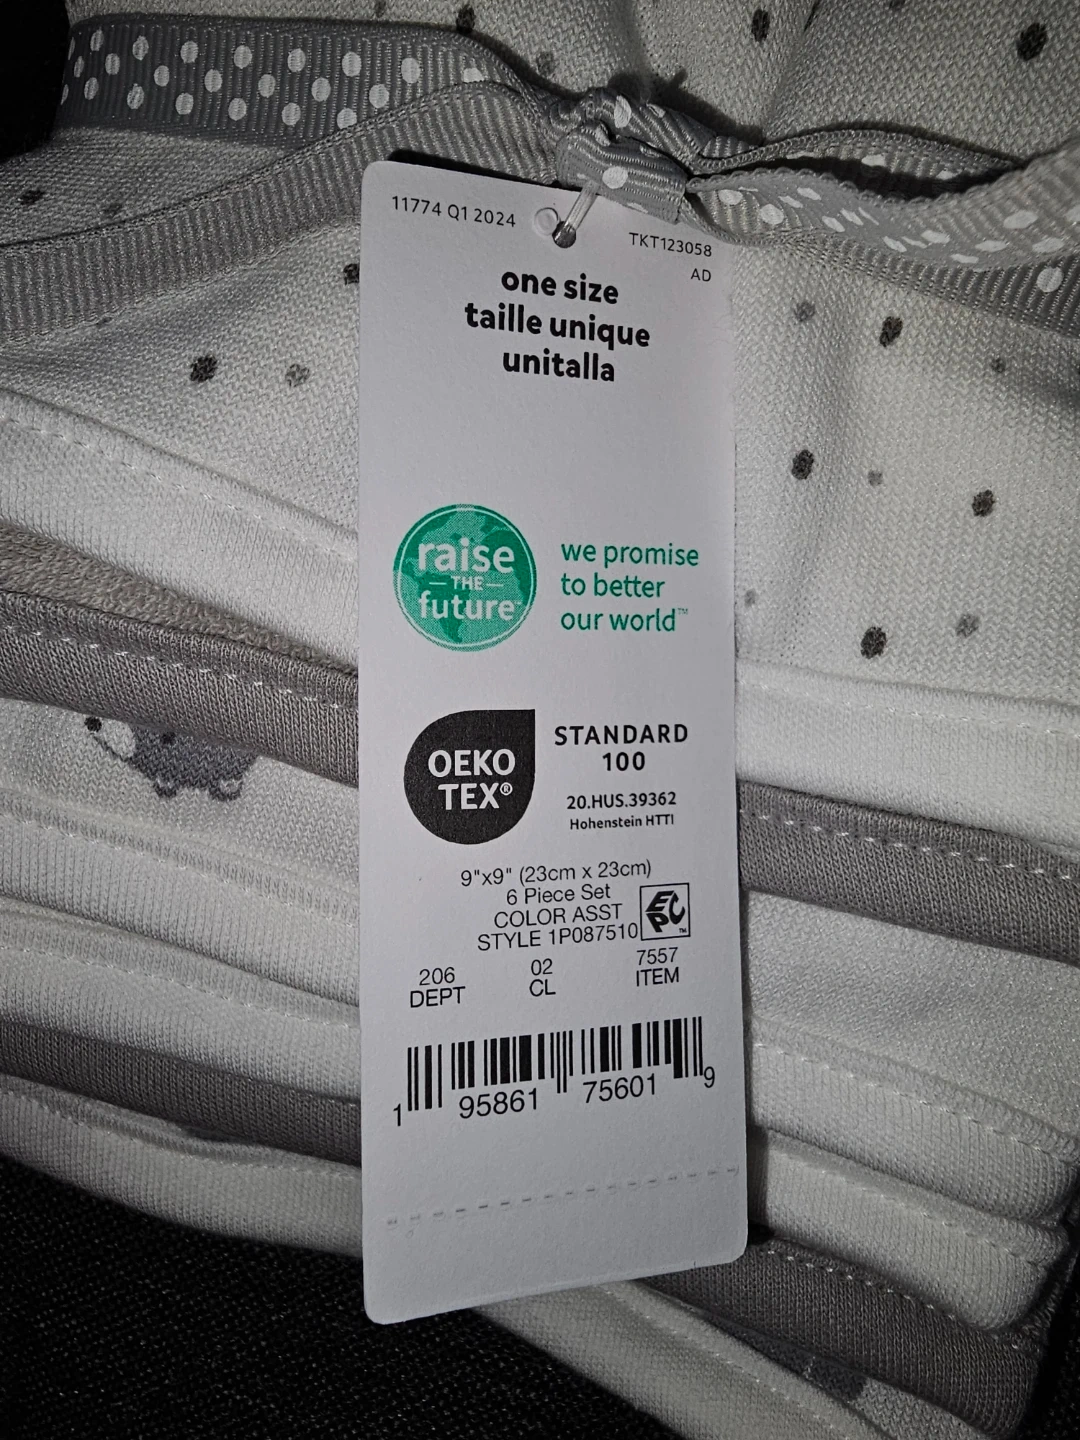 11774 Q1 2024
TKT123058
AD
one size
taille unique
unitalla
raise
THE
future™
we promise
to better
our world™
OEKO
TEX®
STANDARD
100
20.HUS.39362
Hohenstein HTTI
9"x9" (23cm x 23cm)
6 Piece Set
COLOR ASST
STYLE 1P087510
EPC™
206 02 7557
DEPT CL ITEM
1 95861 75601 9